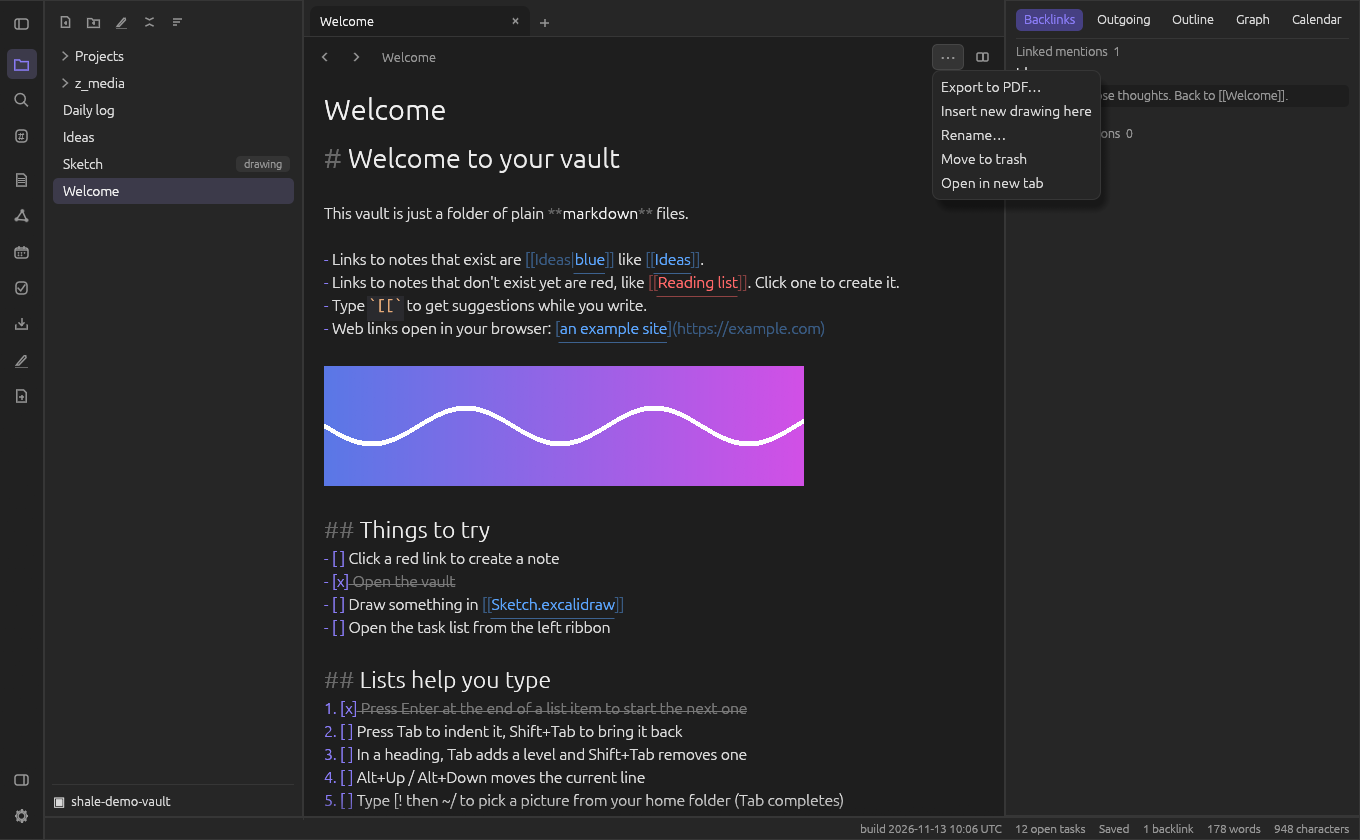 Projects
z_media
Daily log
Ideas
Sketch
drawing
Welcome
shale-demo-vault
Welcome
Welcome
Welcome
# Welcome to your vault
This vault is just a folder of plain **markdown** files.
- Links to notes that exist are [[Ideas|blue]] like [[Ideas]].
- Links to notes that don't exist yet are red, like [[Reading list]]. Click one to create it.
- Type `[[` to get suggestions while you write.
- Web links open in your browser: [an example site](https://example.com)
## Things to try
- [ ] Click a red link to create a note
- [x] Open the vault
- [ ] Draw something in [[Sketch.excalidraw]]
- [ ] Open the task list from the left ribbon
## Lists help you type
1. [x] Press Enter at the end of a list item to start the next one
2. [ ] Press Tab to indent it, Shift+Tab to bring it back
3. [ ] In a heading, Tab adds a level and Shift+Tab removes one
4. [ ] Alt+Up / Alt+Down moves the current line
5. [ ] Type [! then ~/ to pick a picture from your home folder (Tab completes)
Export to PDF…
Insert new drawing here
Rename…
Move to trash
Open in new tab
Backlinks Outgoing Outline Graph Calendar
Linked mentions 1
thoughts. Back to [[Welcome]].
0
build 2026-11-13 10:06 UTC 12 open tasks Saved 1 backlink 178 words 948 characters